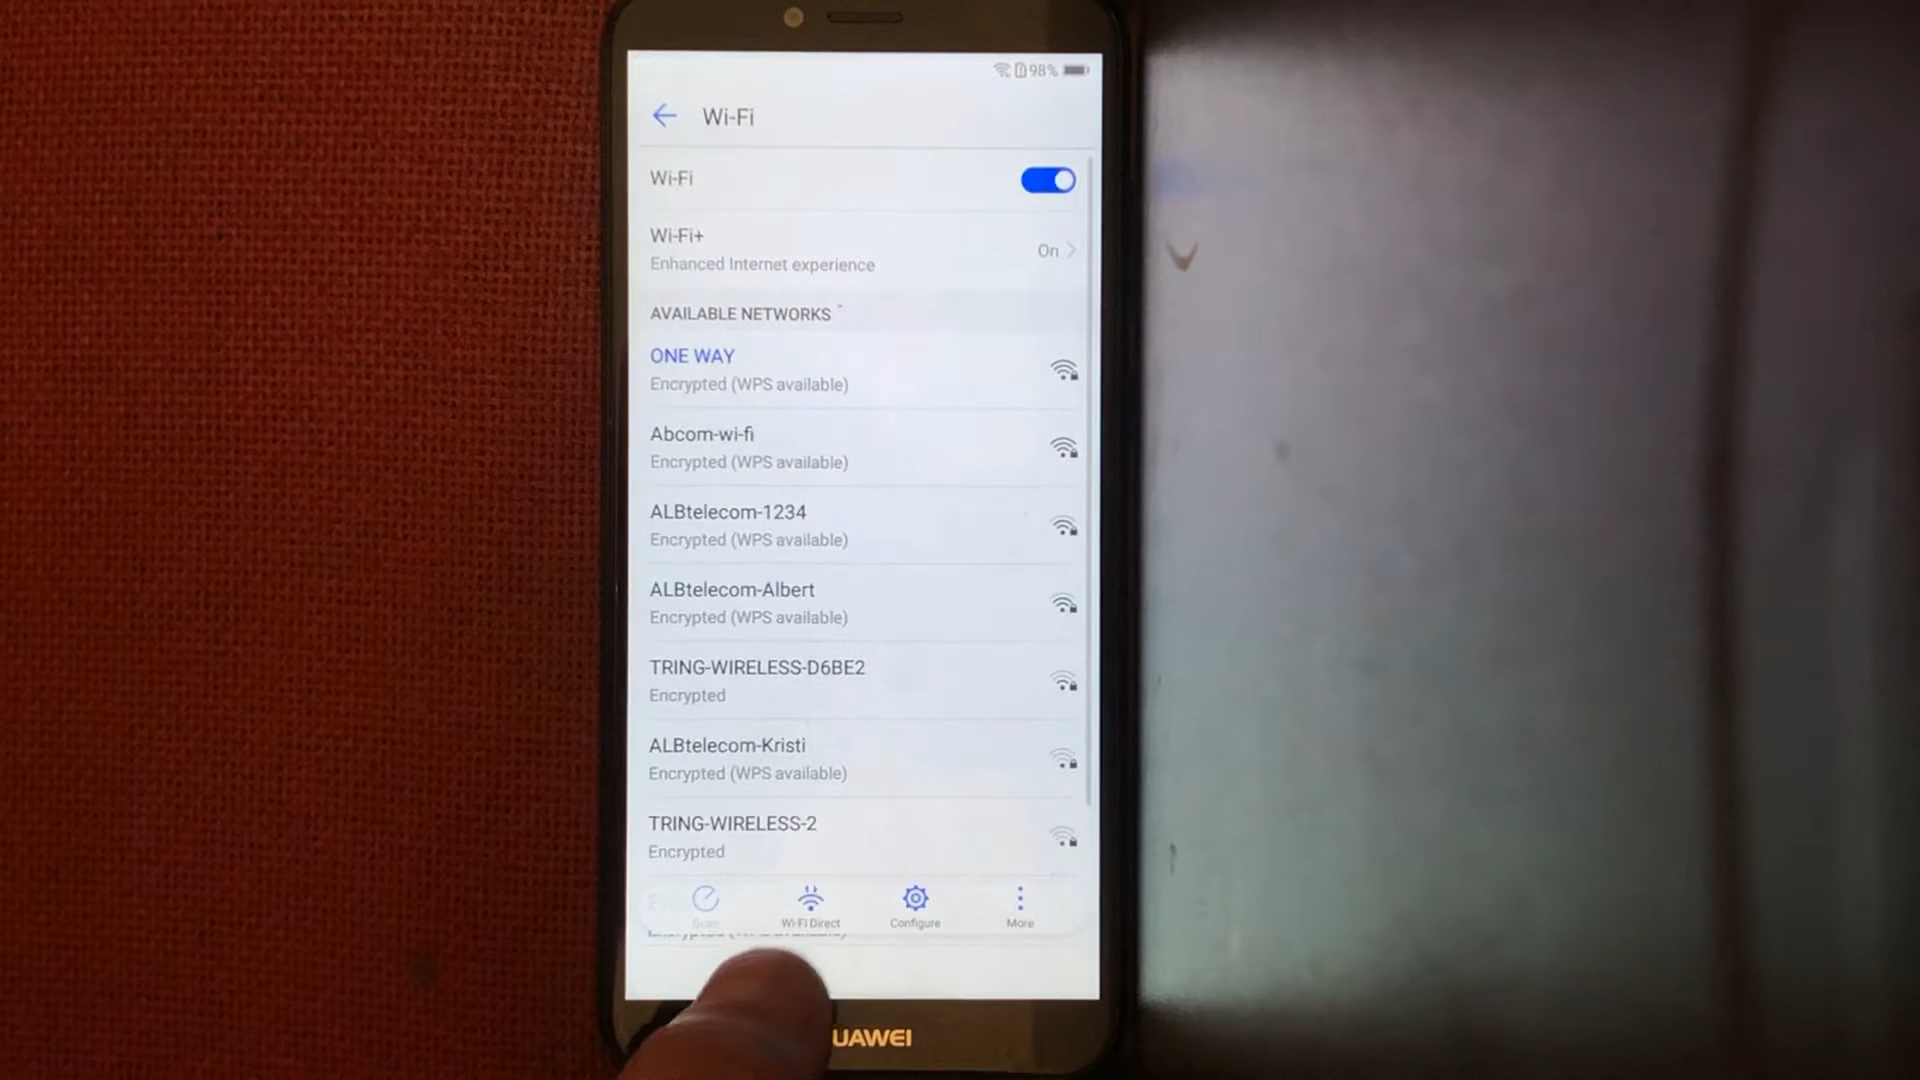 98%
Wi-Fi
Wi-Fi
Wi-Fi+
Enhanced Internet experience
On
AVAILABLE NETWORKS
ONE WAY
Encrypted (WPS available)
Abcom-wi-fi
Encrypted (WPS available)
ALBtelecom-1234
Encrypted (WPS available)
ALBtelecom-Albert
Encrypted (WPS available)
TRING-WIRELESS-D6BE2
Encrypted
ALBtelecom-Kristi
Encrypted (WPS available)
TRING-WIRELESS-2
Encrypted
Scan
Wi-Fi Direct
Configure
More
UAWEI